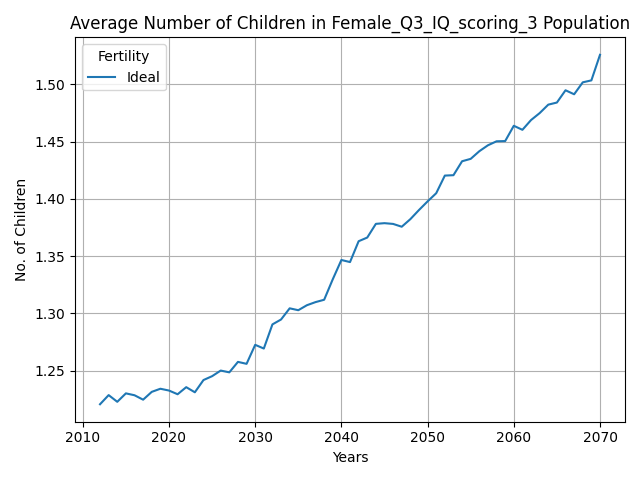 Average Number of Children in Female_Q3_IQ_scoring_3 Population
Fertility
Ideal
1.50
1.45
1.40
1.35
1.30
1.25
No. of Children
2010 2020 2030 2040 2050 2060 2070
Years